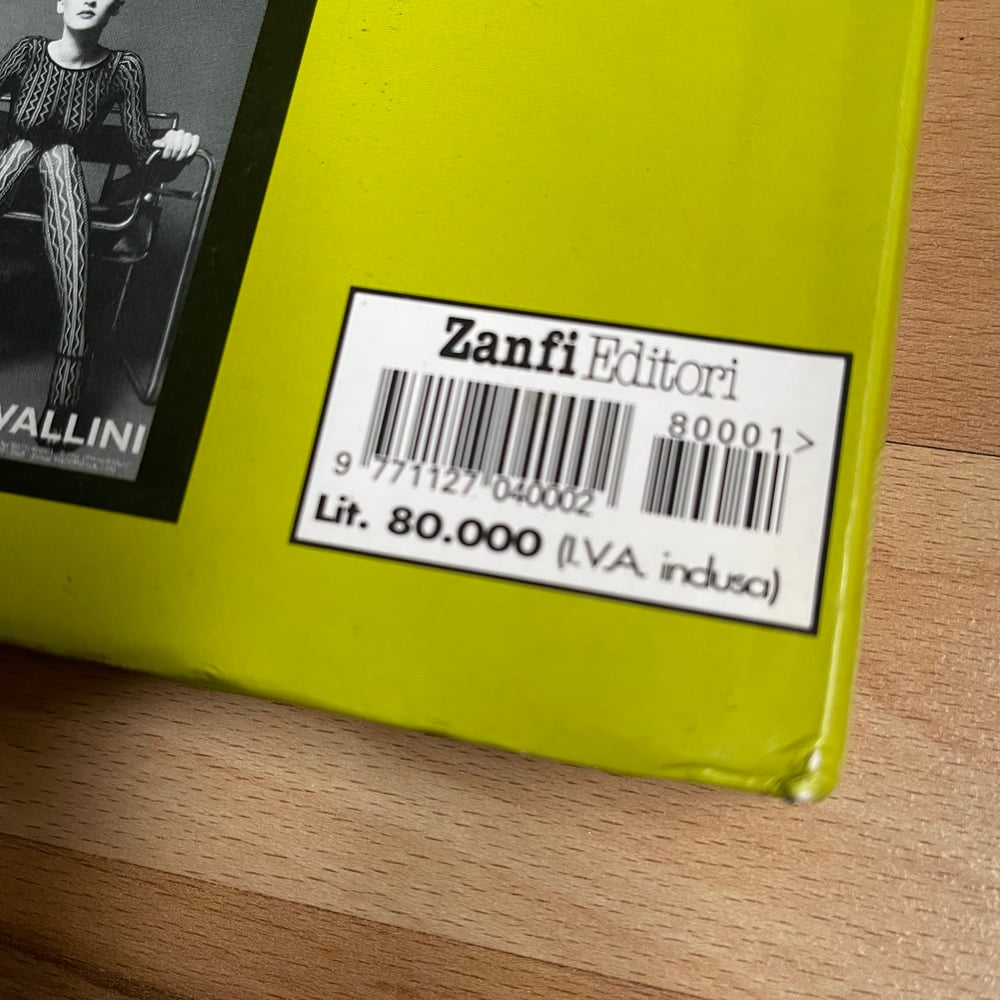 VALLINI
Zanfi Editori
80001>
9 771127 040002
Lit. 80.000 (I.V.A. inclusa)